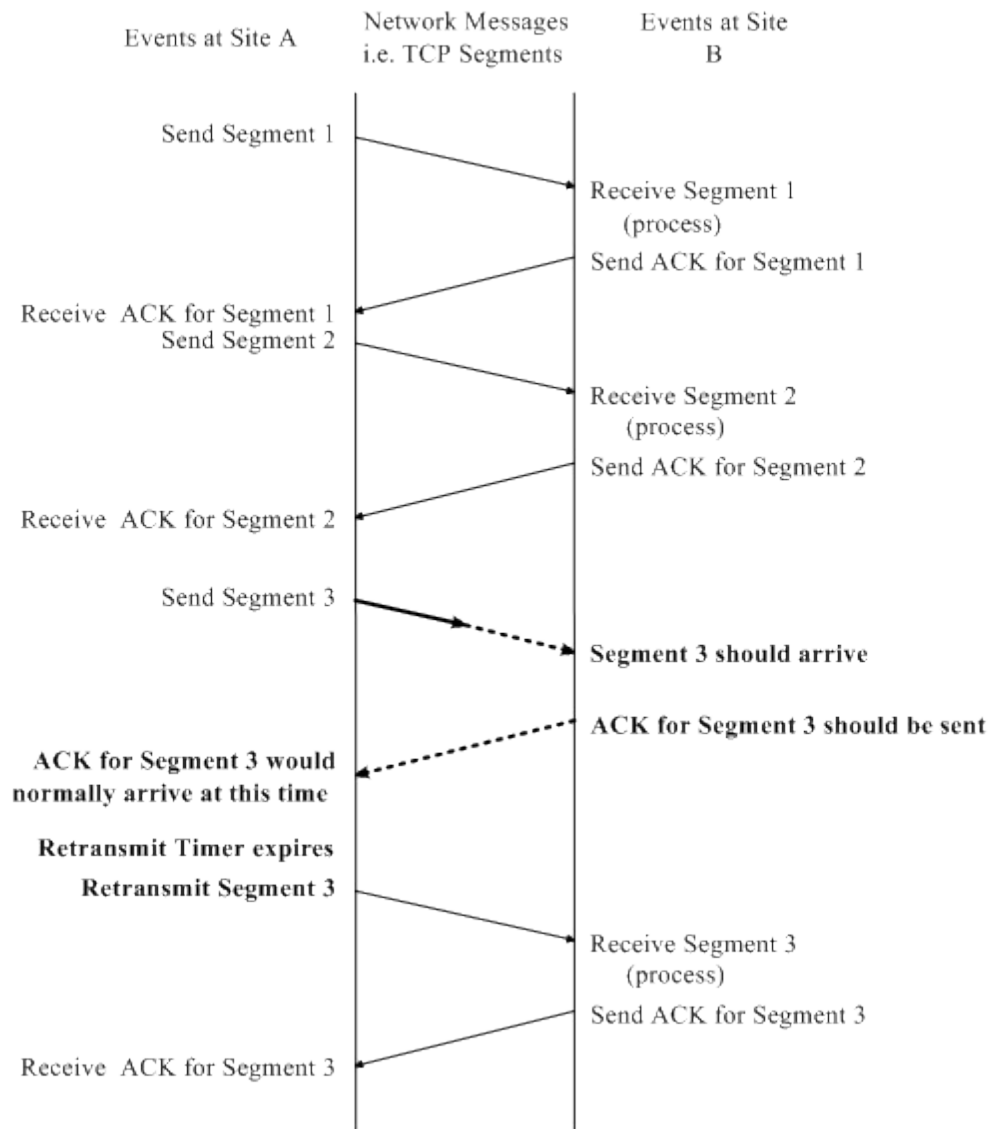 Events at Site A
Network Messages
i.e. TCP Segments
Events at Site
B
Send Segment 1
Receive Segment 1
(process)
Send ACK for Segment 1
Receive ACK for Segment 1
Send Segment 2
Receive Segment 2
(process)
Send ACK for Segment 2
Receive ACK for Segment 2
Send Segment 3
Segment 3 should arrive
ACK for Segment 3 should be sent
ACK for Segment 3 would
normally arrive at this time
Retransmit Timer expires
Retransmit Segment 3
Receive Segment 3
(process)
Send ACK for Segment 3
Receive ACK for Segment 3